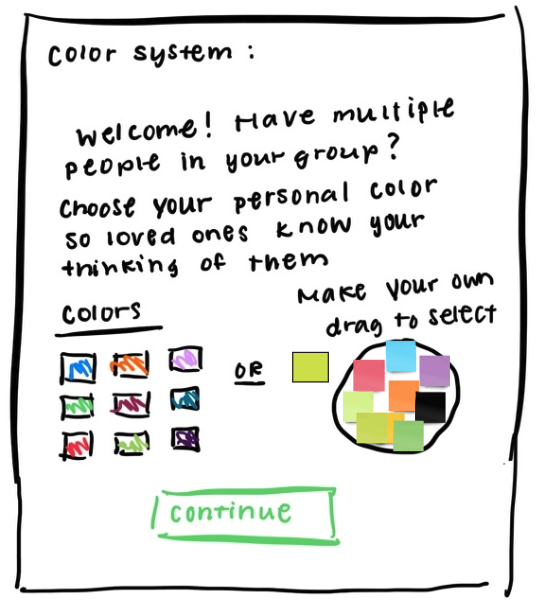 Color system:
Welcome! Have multiple
people in your group?
Choose your personal color
so loved ones know your
thinking of them
Colors
Make your own
drag to select
OR
continue